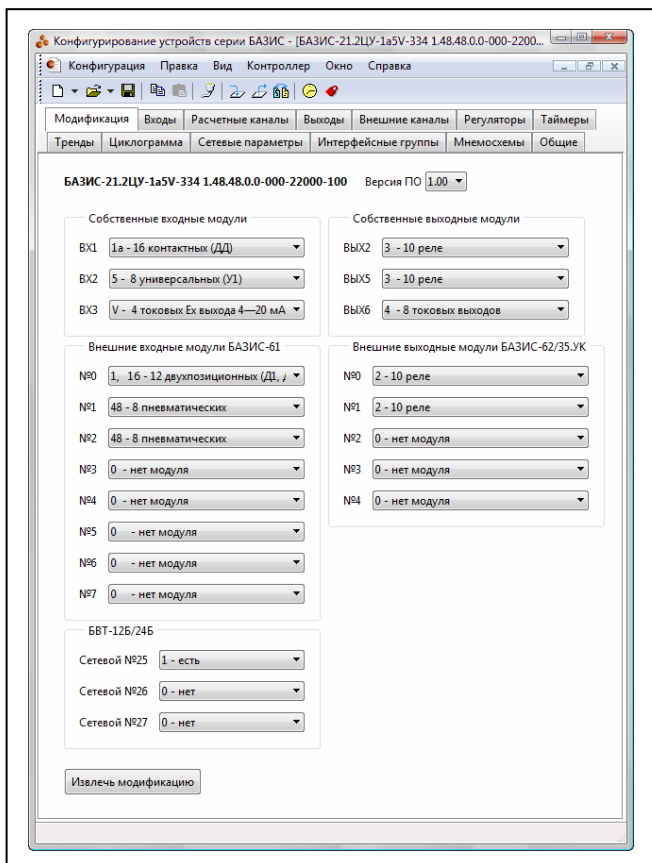 Конфигурирование устройств серии БАЗИС - [БАЗИС-21.2ЦУ-1a5V-334 1.48.48.0.0-000-2200...
Конфигурация Правка Вид Контроллер Окно Справка
Модификация Входы Расчетные каналы Выходы Внешние каналы Регуляторы Таймеры
Тренды Циклограмма Сетевые параметры Интерфейсные группы Мнемосхемы Общие
БАЗИС-21.2ЦУ-1a5V-334 1.48.48.0.0-000-22000-100 Версия ПО 1.00
Собственные входные модули
ВХ1 1a - 16 контактных (ДД)
ВХ2 5 - 8 универсальных (У1)
ВХ3 V - 4 токовых Ex выхода 4—20 мА
Собственные выходные модули
ВЫХ2 3 - 10 реле
ВЫХ5 3 - 10 реле
ВЫХ6 4 - 8 токовых выходов
Внешние входные модули БАЗИС-61
№0 1, 1б - 12 двухпозиционных (Д1,
№1 48 - 8 пневматических
№2 48 - 8 пневматических
№3 0 - нет модуля
№4 0 - нет модуля
№5 0 - нет модуля
№6 0 - нет модуля
№7 0 - нет модуля
Внешние выходные модули БАЗИС-62/35.УК
№0 2 - 10 реле
№1 2 - 10 реле
№2 0 - нет модуля
№3 0 - нет модуля
№4 0 - нет модуля
БВТ-12Б/24Б
Сетевой №25 1 - есть
Сетевой №26 0 - нет
Сетевой №27 0 - нет
Извлечь модификацию